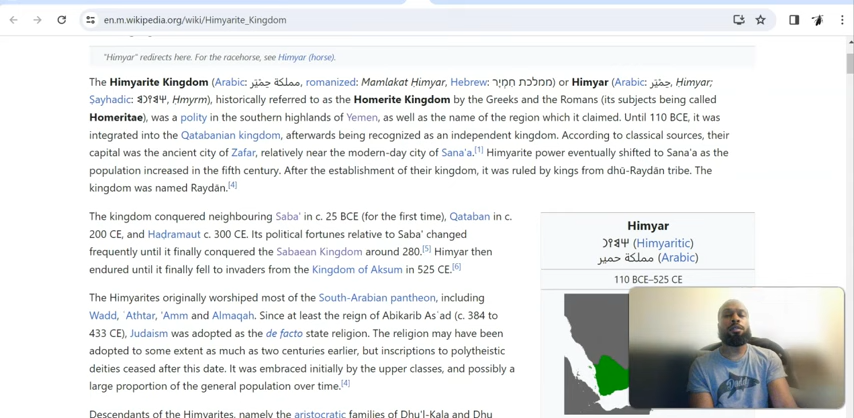 en.m.wikipedia.org/wiki/Himyarite_Kingdom
"Himyar" redirects here. For the racehorse, see Himyar (horse).
The Himyarite Kingdom (Arabic: مملكة حِمْيَر, romanized: Mamlakat Ḥimyar, Hebrew: ממלכת חִמְיָר) or Himyar (Arabic: حِمْيَر, Ḥimyar;
Ṣayhadic: 𐩢𐩣𐩺𐩧𐩣, Ḥmyrm), historically referred to as the Homerite Kingdom by the Greeks and the Romans (its subjects being called
Homeritae), was a polity in the southern highlands of Yemen, as well as the name of the region which it claimed. Until 110 BCE, it was
integrated into the Qatabanian kingdom, afterwards being recognized as an independent kingdom. According to classical sources, their
capital was the ancient city of Zafar, relatively near the modern-day city of Sana'a.[1] Himyarite power eventually shifted to Sana'a as the
population increased in the fifth century. After the establishment of their kingdom, it was ruled by kings from dhū-Raydān tribe. The
kingdom was named Raydān.[4]
The kingdom conquered neighbouring Saba' in c. 25 BCE (for the first time), Qataban in c.
200 CE, and Haḍramaut c. 300 CE. Its political fortunes relative to Saba' changed
frequently until it finally conquered the Sabaean Kingdom around 280.[5] Himyar then
endured until it finally fell to invaders from the Kingdom of Aksum in 525 CE.[6]
The Himyarites originally worshiped most of the South-Arabian pantheon, including
Wadd, ʿAthtar, 'Amm and Almaqah. Since at least the reign of Abikarib Asʿad (c. 384 to
433 CE), Judaism was adopted as the de facto state religion. The religion may have been
adopted to some extent as much as two centuries earlier, but inscriptions to polytheistic
deities ceased after this date. It was embraced initially by the upper classes, and possibly a
large proportion of the general population over time.[4]
Descendants of the Himyarites, namely the aristocratic families of Dhu'l-Kala and Dhu
Himyar
𐩢𐩣𐩺𐩧 (Himyaritic)
مملكة حمير (Arabic)
110 BCE–525 CE